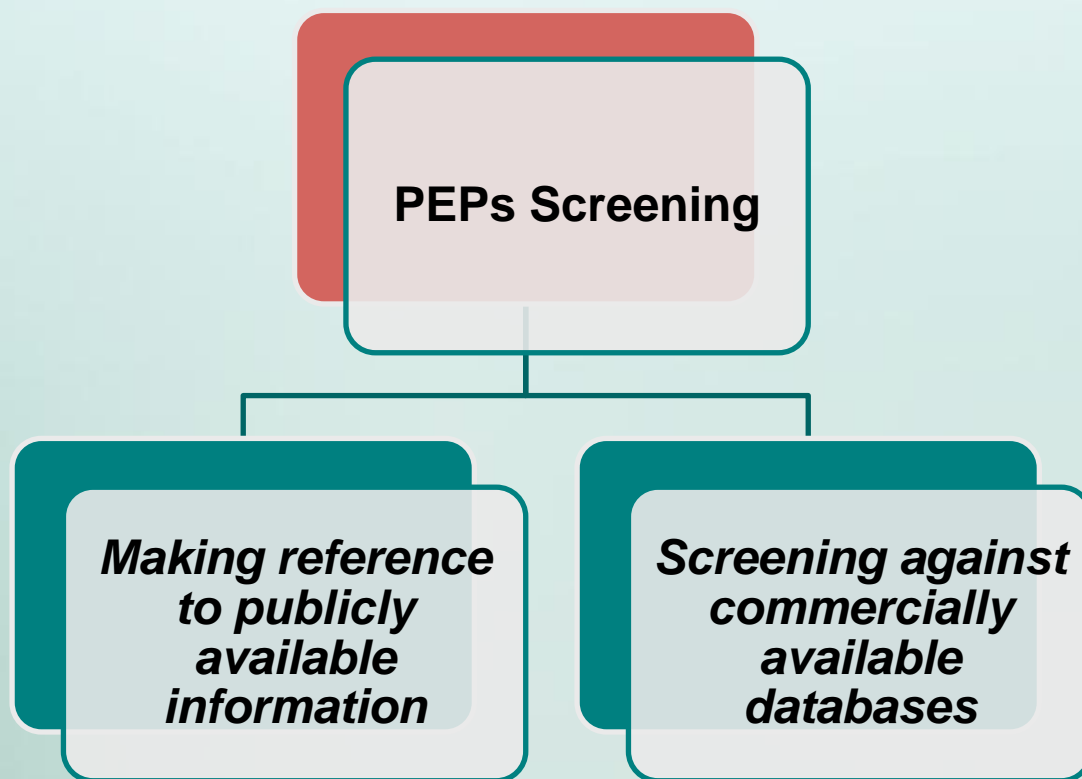 PEPs Screening
Making reference
to publicly
available
information
Screening against
commercially
available
databases